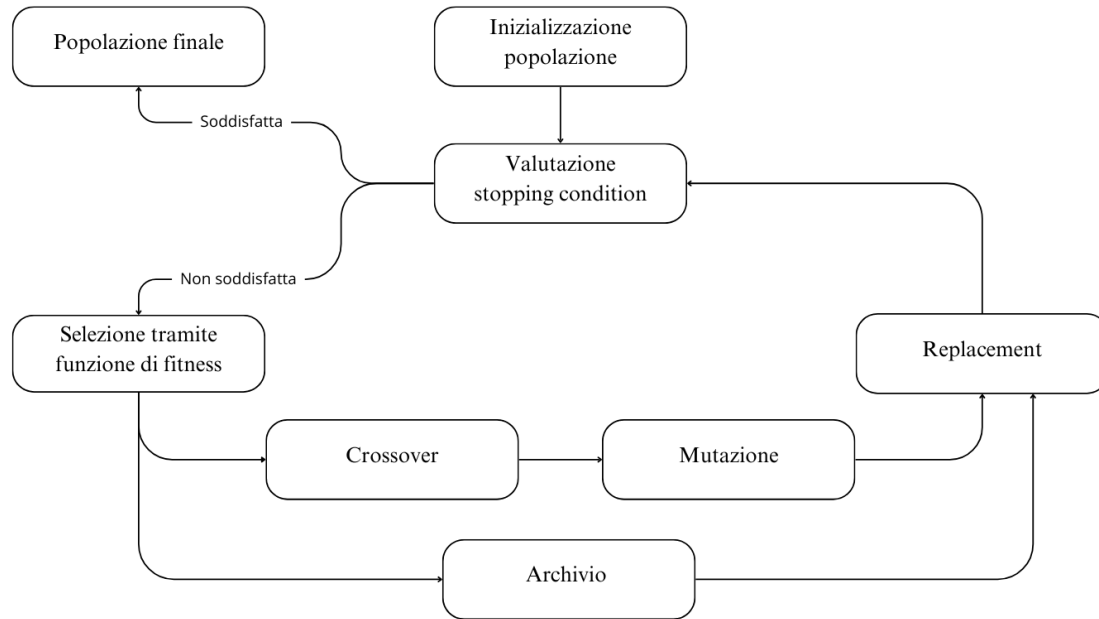 Popolazione finale
Inizializzazione
popolazione
Soddisfatta
Valutazione
stopping condition
Non soddisfatta
Selezione tramite
funzione di fitness
Replacement
Crossover
Mutazione
Archivio